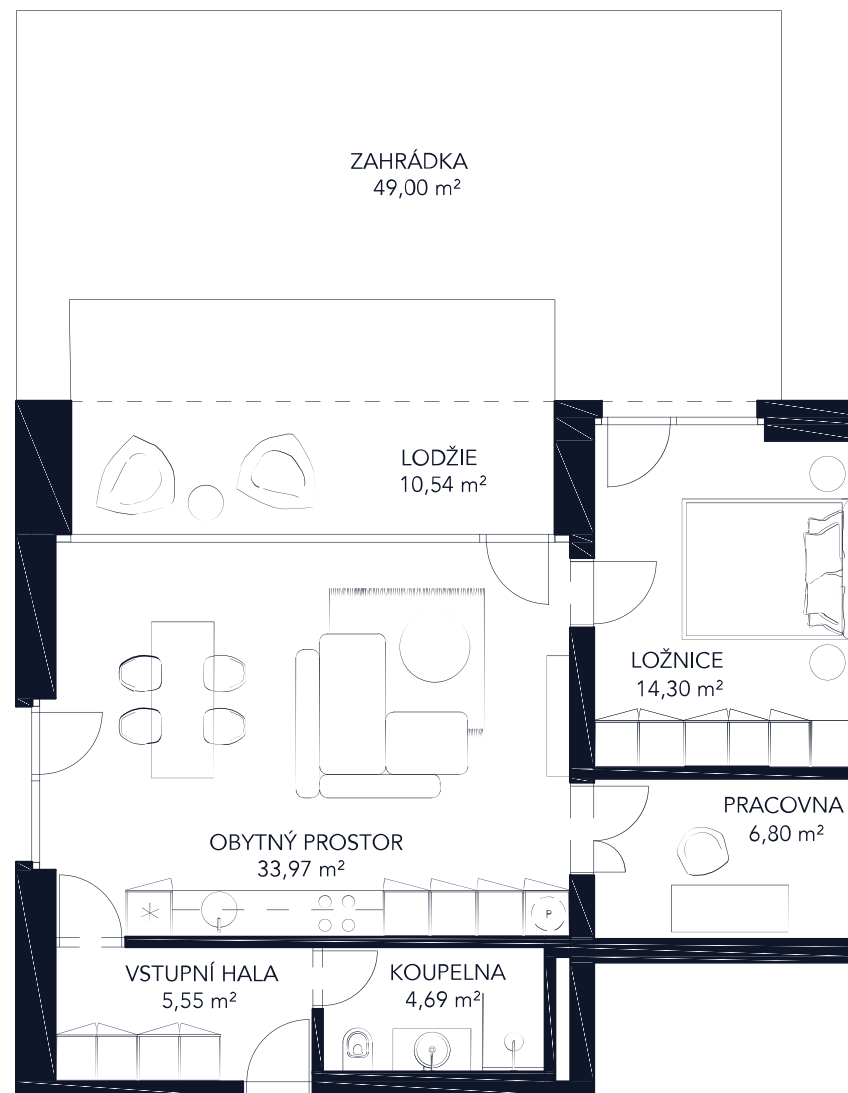 ZAHRÁDKA
49,00 m²
LODŽIE
10,54 m²
LOŽNICE
14,30 m²
PRACOVNA
6,80 m²
OBYTNÝ PROSTOR
33,97 m²
P
VSTUPNÍ HALA
5,55 m²
KOUPELNA
4,69 m²